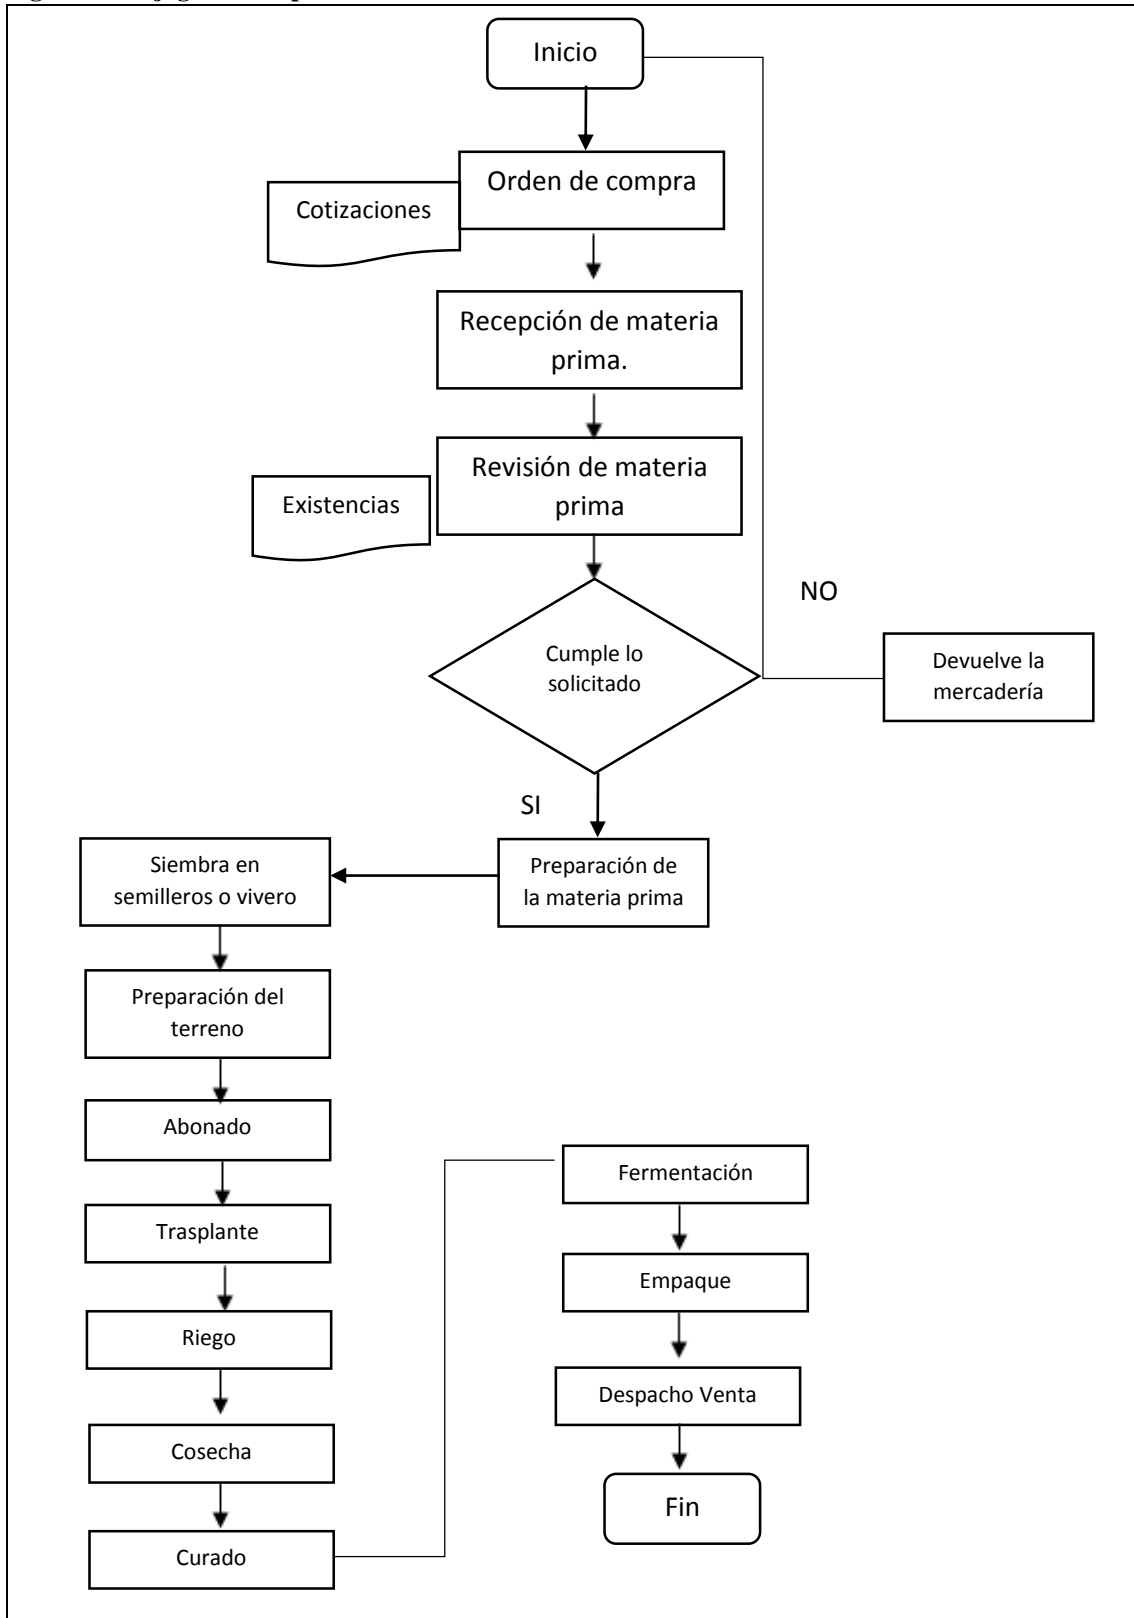 Inicio
Orden de compra
Cotizaciones
Recepción de materia
prima.
Revisión de materia
prima
Existencias
NO
Cumple lo
solicitado
Devuelve la
mercadería
SI
Preparación de
la materia prima
Siembra en
semilleros o vivero
Preparación del
terreno
Abonado
Trasplante
Riego
Cosecha
Curado
Fermentación
Empaque
Despacho Venta
Fin